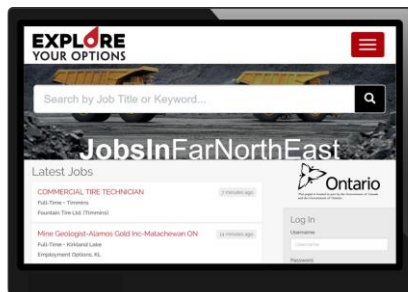 EXPLORE
YOUR OPTIONS
Search by Job Title or Keyword...
JobsInFarNorthEast
Latest Jobs
COMMERCIAL TIRE TECHNICIAN
7 minutes ago
Full-Time - Timmins
Fountain Tire Ltd. (Timmins)
Mine Geologist-Alamos Gold Inc-Matachewan ON
14 minutes ago
Full-Time - Kirkland Lake
Employment Options, KL
Ontario
Log In
Username
Username
Password